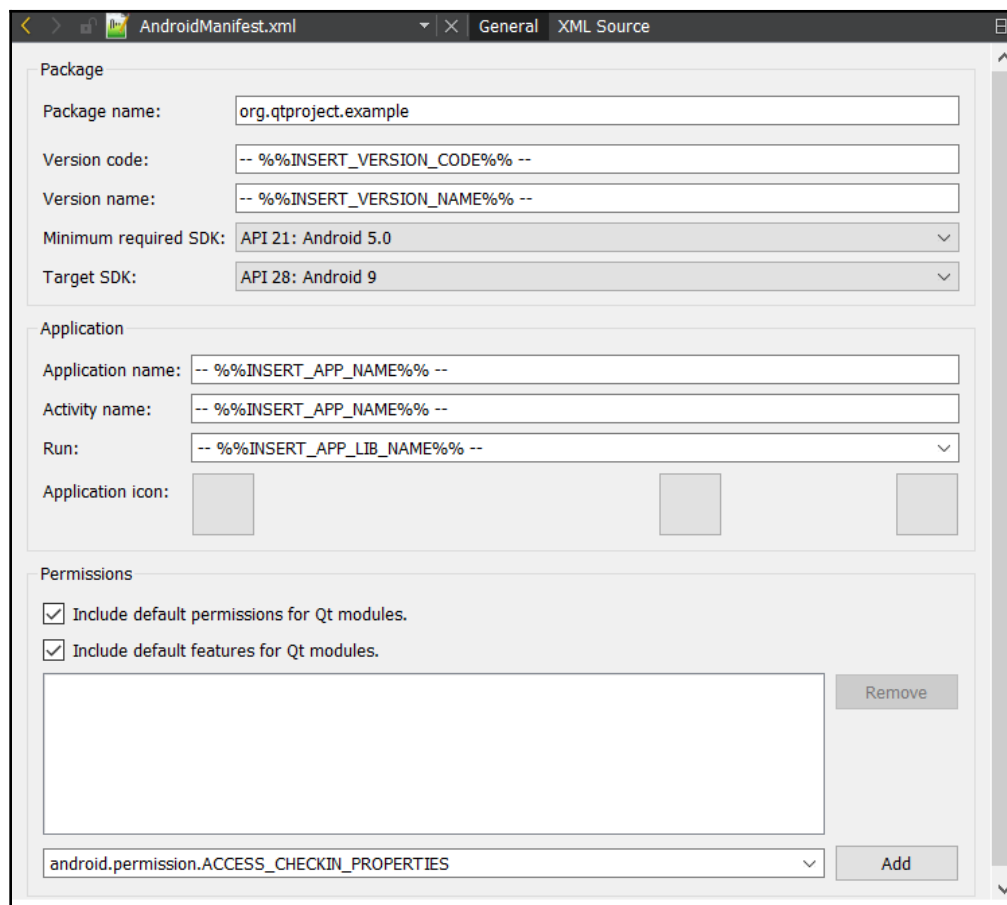 AndroidManifest.xml General XML Source
Package
Package name: org.qtproject.example
Version code: -- %%INSERT_VERSION_CODE%% --
Version name: -- %%INSERT_VERSION_NAME%% --
Minimum required SDK: API 21: Android 5.0
Target SDK: API 28: Android 9
Application
Application name: -- %%INSERT_APP_NAME%% --
Activity name: -- %%INSERT_APP_NAME%% --
Run: -- %%INSERT_APP_LIB_NAME%% --
Application icon:
Permissions
Include default permissions for Qt modules.
Include default features for Qt modules.
Remove
android.permission.ACCESS_CHECKIN_PROPERTIES Add